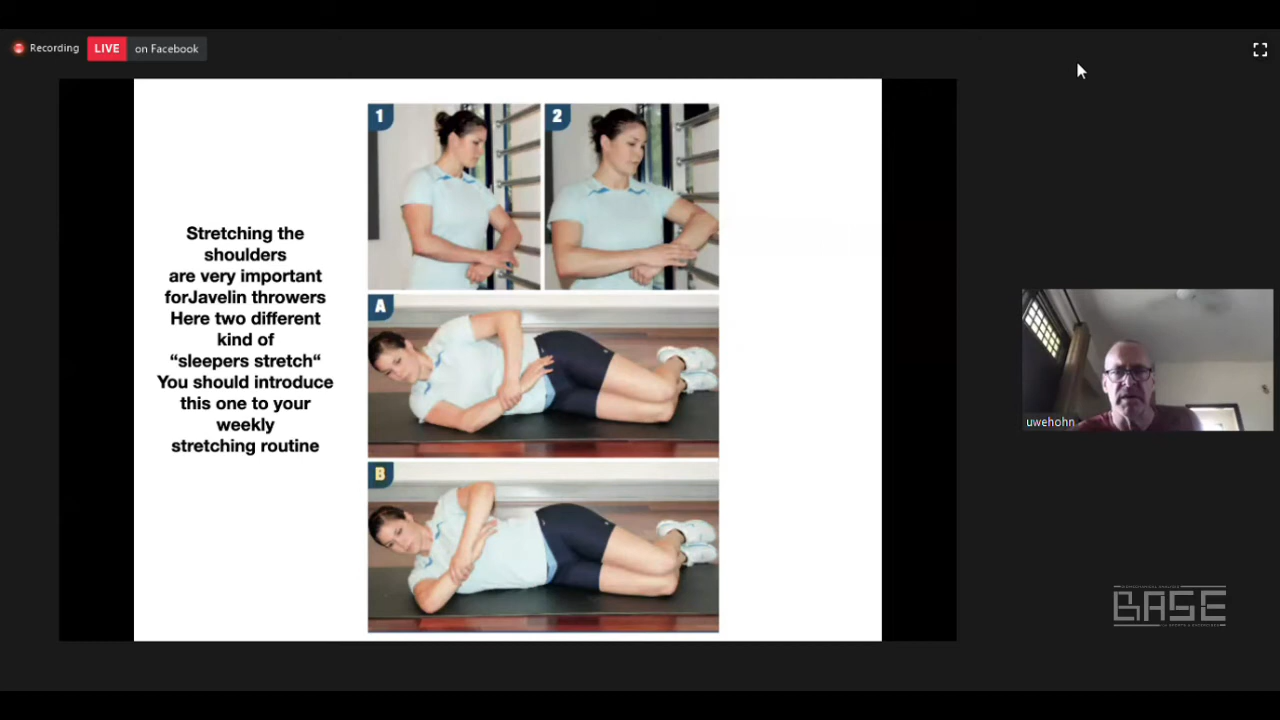 Recording
LIVE on Facebook
1
2
Stretching the
shoulders
are very important
forJavelin throwers
Here two different
kind of
“sleepers stretch“
You should introduce
this one to your
weekly
stretching routine
A
B
uwehohn
BASE